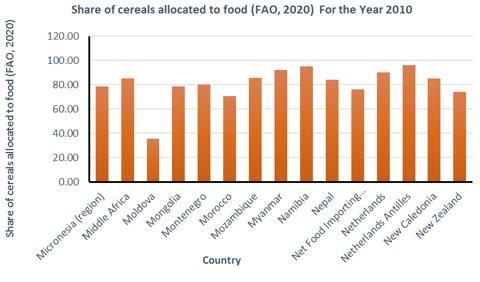 Share of cereals allocated to food (FAO, 2020)  For the Year 2010
Share of cereals allocated to food (FAO, 2020)
120.00
100.00
80.00
60.00
40.00
20.00
0.00
Micronesia (region)
Middle Africa
Moldova
Mongolia
Montenegro
Morocco
Mozambique
Myanmar
Namibia
Nepal
Net Food Importing...
Netherlands
Netherlands Antilles
New Caledonia
New Zealand
Country